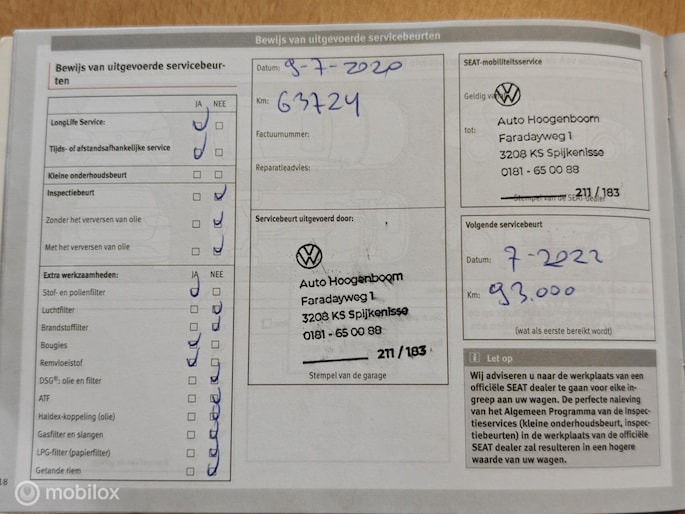 Bewijs van uitgevoerde servicebeurten
Bewijs van uitgevoerde servicebeur-
ten
JA NEE
LongLife Service:
Tijds- of afstandsafhankelijke service
Kleine onderhoudsbeurt
Inspectiebeurt
Zonder het verversen van olie
Met het verversen van olie
Extra werkzaamheden: JA NEE
Stof- en pollenfilter
Luchtfilter
Brandstoffilter
Bougies
Remvloeistof
DSG®: olie en filter
ATF
Haldex-koppeling (olie)
Gasfilter en slangen
LPG-filter (papierfilter)
Getande riem
Datum: 9-7-2020
Km: 63724
Factuurnummer:
Reparatieadvies:
Servicebeurt uitgevoerd door:
VW
Auto Hoogenboom
Faradayweg 1
3208 KS Spijkenisse
0181 - 65 00 88
211 / 183
Stempel van de garage
SEAT-mobiliteitsservice
Geldig van
VW
tot:
Auto Hoogenboom
Faradayweg 1
3208 KS Spijkenisse
0181 - 65 00 88
211 / 183
Stempel van de SEAT-dealer
Volgende servicebeurt
Datum: 7-2022
Km: 93.000
(wat als eerste bereikt wordt)
i Let op
Wij adviseren u naar de werkplaats van een
officiële SEAT dealer te gaan voor elke in-
greep aan uw wagen. De perfecte naleving
van het Algemeen Programma van de Inspec-
tieservices (kleine onderhoudsbeurt, inspec-
tiebeurten) in de werkplaats van de officiële
SEAT dealer zal resulteren in een hogere
waarde van uw wagen.
18
mobilox